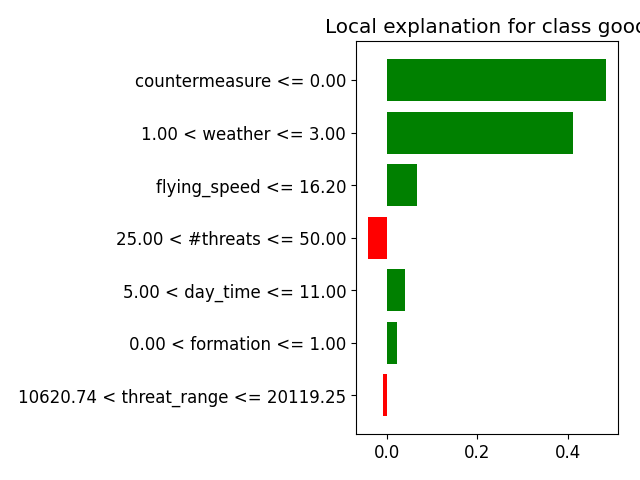 Local explanation for class good
countermeasure <= 0.00
1.00 < weather <= 3.00
flying_speed <= 16.20
25.00 < #threats <= 50.00
5.00 < day_time <= 11.00
0.00 < formation <= 1.00
10620.74 < threat_range <= 20119.25
0.0 0.2 0.4